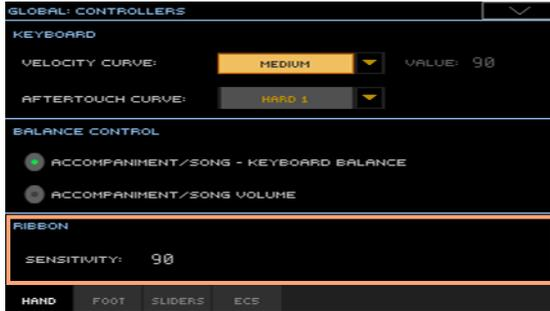 GLOBAL: CONTROLLERS
KEYBOARD
VELOCITY CURVE: MEDIUM VALUE: 90
AFTERTOUCH CURVE: HARD 1
BALANCE CONTROL
ACCOMPANIMENT/SONG - KEYBOARD BALANCE
ACCOMPANIMENT/SONG VOLUME
RIBBON
SENSITIVITY: 90
HAND FOOT SLIDERS EC5